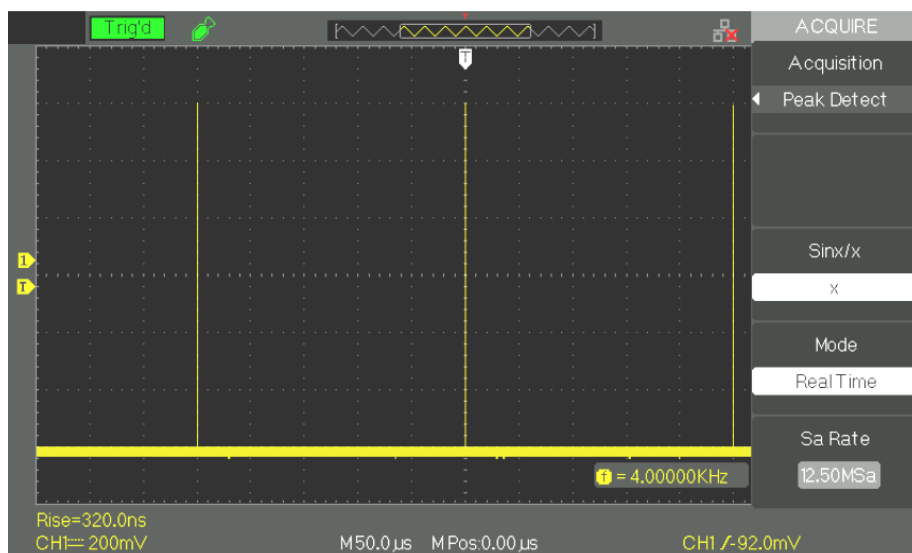 Trig'd
T
1
T
f = 4.00000KHz
Rise=320.0ns
CH1 200mV
M 50.0μs
M Pos:0.00μs
CH1 /-92.0mV
ACQUIRE
Acquisition
Peak Detect
Sinx/x
x
Mode
Real Time
Sa Rate
12.50MSa